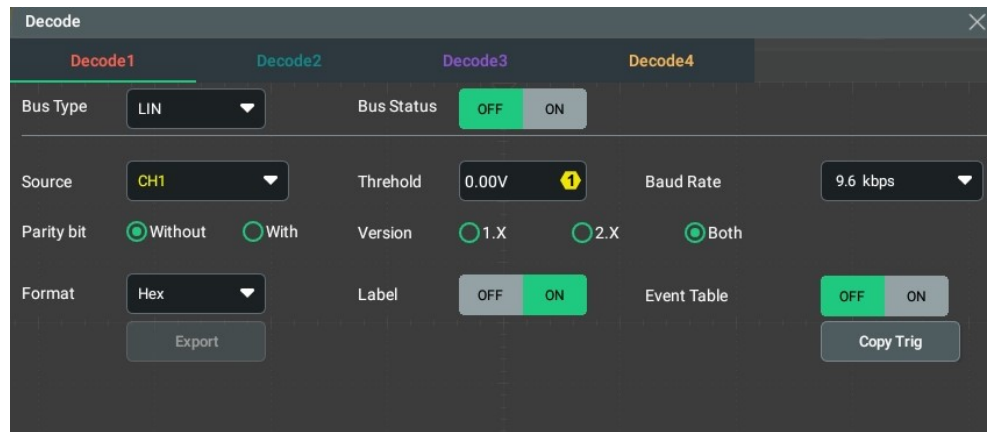 Decode
Decode1 Decode2 Decode3 Decode4
Bus Type LIN Bus Status OFF ON
Source CH1 Threhold 0.00V 1 Baud Rate 9.6 kbps
Parity bit Without With Version 1.X 2.X Both
Format Hex Label OFF ON Event Table OFF ON
Export Copy Trig